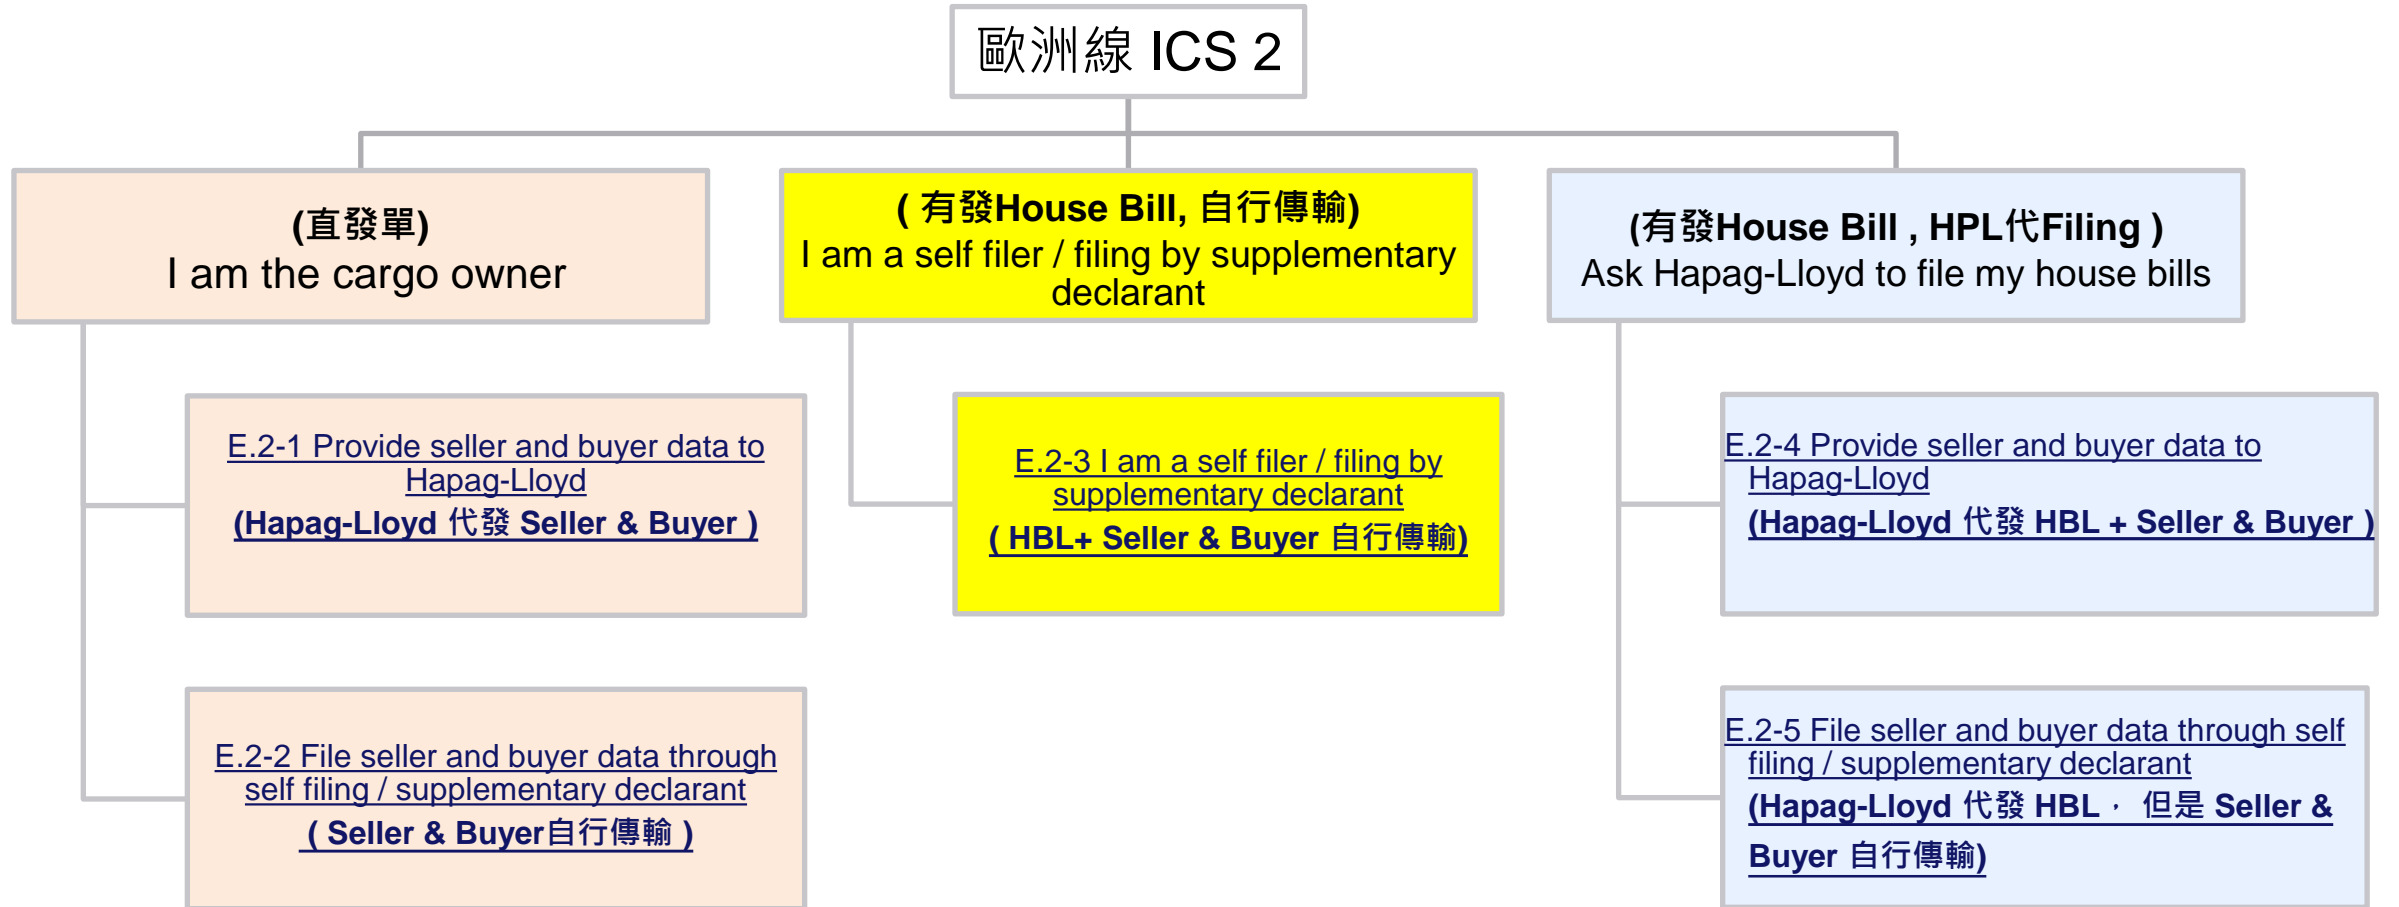 歐洲線 ICS 2
(直發單)
I am the cargo owner
( 有發House Bill, 自行傳輸)
I am a self filer / filing by supplementary
declarant
(有發House Bill , HPL代Filing )
Ask Hapag-Lloyd to file my house bills
E.2-1 Provide seller and buyer data to
Hapag-Lloyd
(Hapag-Lloyd 代發 Seller & Buyer )
E.2-2 File seller and buyer data through
self filing / supplementary declarant
( Seller & Buyer自行傳輸 )
E.2-3 I am a self filer / filing by
supplementary declarant
( HBL+ Seller & Buyer 自行傳輸)
E.2-4 Provide seller and buyer data to
Hapag-Lloyd
(Hapag-Lloyd 代發 HBL + Seller & Buyer )
E.2-5 File seller and buyer data through self
filing / supplementary declarant
(Hapag-Lloyd 代發 HBL， 但是 Seller &
Buyer 自行傳輸)